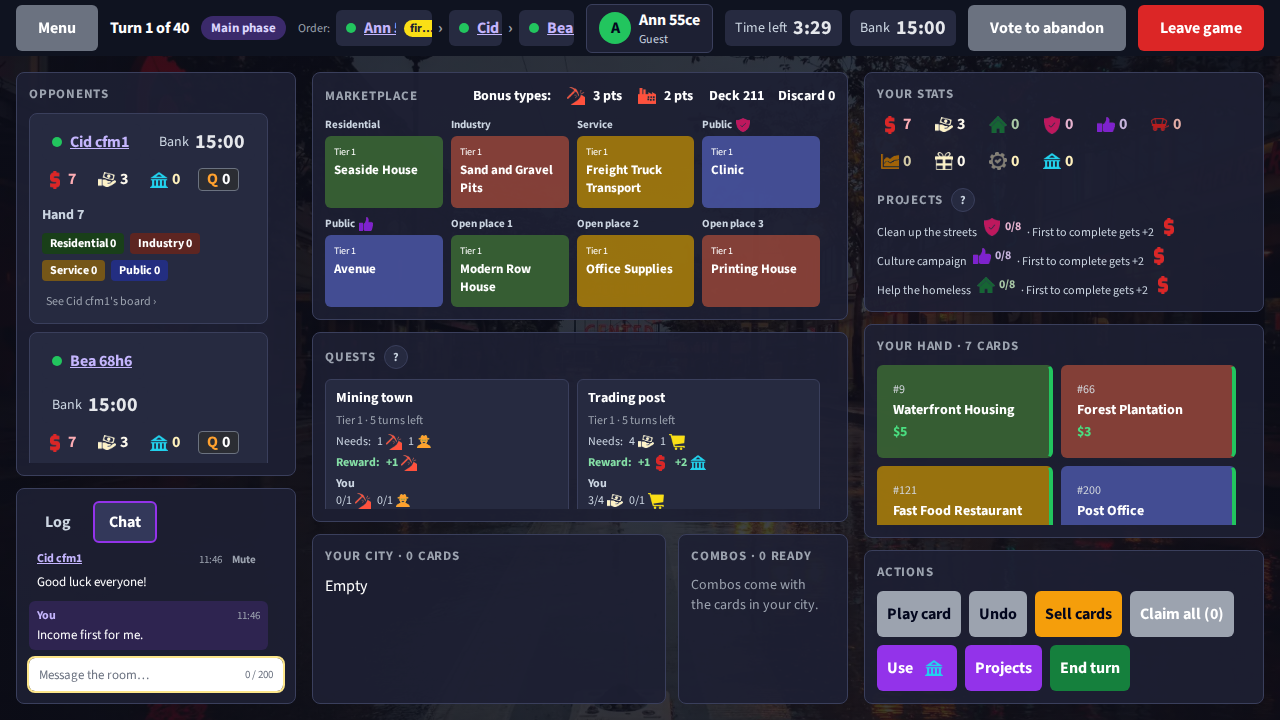 Menu
Turn 1 of 40
Main phase
Order:
Ann
fir...
›
Cid
›
Bea
A
Ann 55ce
Guest
Time left 3:29
Bank 15:00
Vote to abandon
Leave game
OPPONENTS
Cid cfm1
Bank 15:00
7 3 0 Q 0
Hand 7
Residential 0 Industry 0
Service 0 Public 0
See Cid cfm1's board ›
Bea 68h6
Bank 15:00
7 3 0 Q 0
Log
Chat
Cid cfm1 11:46 Mute
Good luck everyone!
You 11:46
Income first for me.
Message the room… 0 / 200
MARKETPLACE
Bonus types: 3 pts 2 pts Deck 211 Discard 0
Residential Industry Service Public
Tier 1
Seaside House
Tier 1
Sand and Gravel
Pits
Tier 1
Freight Truck
Transport
Tier 1
Clinic
Public Open place 1 Open place 2 Open place 3
Tier 1
Avenue
Tier 1
Modern Row
House
Tier 1
Office Supplies
Tier 1
Printing House
QUESTS ?
Mining town
Tier 1 · 5 turns left
Needs: 1 1
Reward: +1
You
0/1 0/1
Trading post
Tier 1 · 5 turns left
Needs: 4 1
Reward: +1 +2
You
3/4 0/1
YOUR CITY · 0 CARDS
Empty
COMBOS · 0 READY
Combos come with
the cards in your city.
YOUR STATS
7 3 0 0 0 0
0 0 0 0
PROJECTS ?
Clean up the streets 0/8 · First to complete gets +2
Culture campaign 0/8 · First to complete gets +2
Help the homeless 0/8 · First to complete gets +2
YOUR HAND · 7 CARDS
#9
Waterfront Housing
$5
#66
Forest Plantation
$3
#121
Fast Food Restaurant
#200
Post Office
ACTIONS
Play card
Undo
Sell cards
Claim all (0)
Use
Projects
End turn